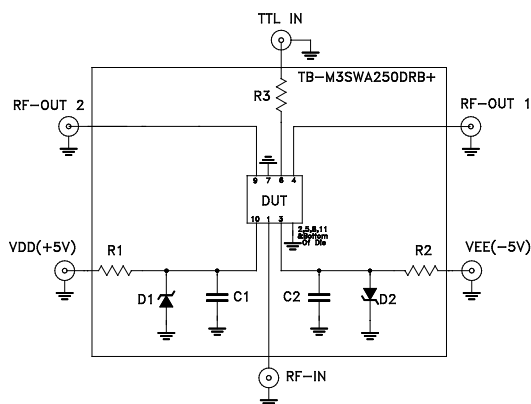 TTL IN
TB-M3SWA250DRB+
R3
RF-OUT 2
RF-OUT 1
9 7 6 4
DUT
10 1 3
2,5,8,11
&Bottom
Of Die
VDD(+5V)
R1
R2
VEE(-5V)
D1
C1
C2
D2
RF-IN